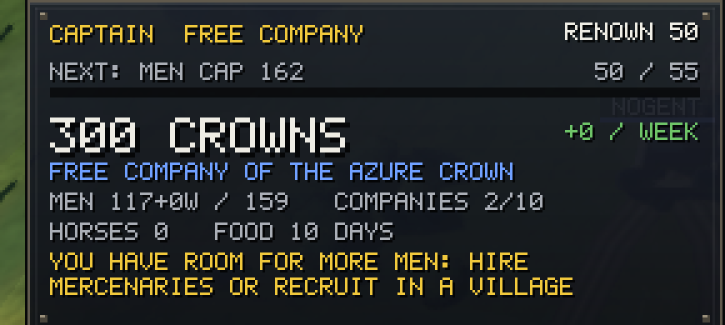 CAPTAIN FREE COMPANY
RENOWN 50
NEXT: MEN CAP 162
50 / 55
NOGENT
300 CROWNS
+0 / WEEK
FREE COMPANY OF THE AZURE CROWN
MEN 117+0W / 159 COMPANIES 2/10
HORSES 0 FOOD 10 DAYS
YOU HAVE ROOM FOR MORE MEN: HIRE
MERCENARIES OR RECRUIT IN A VILLAGE